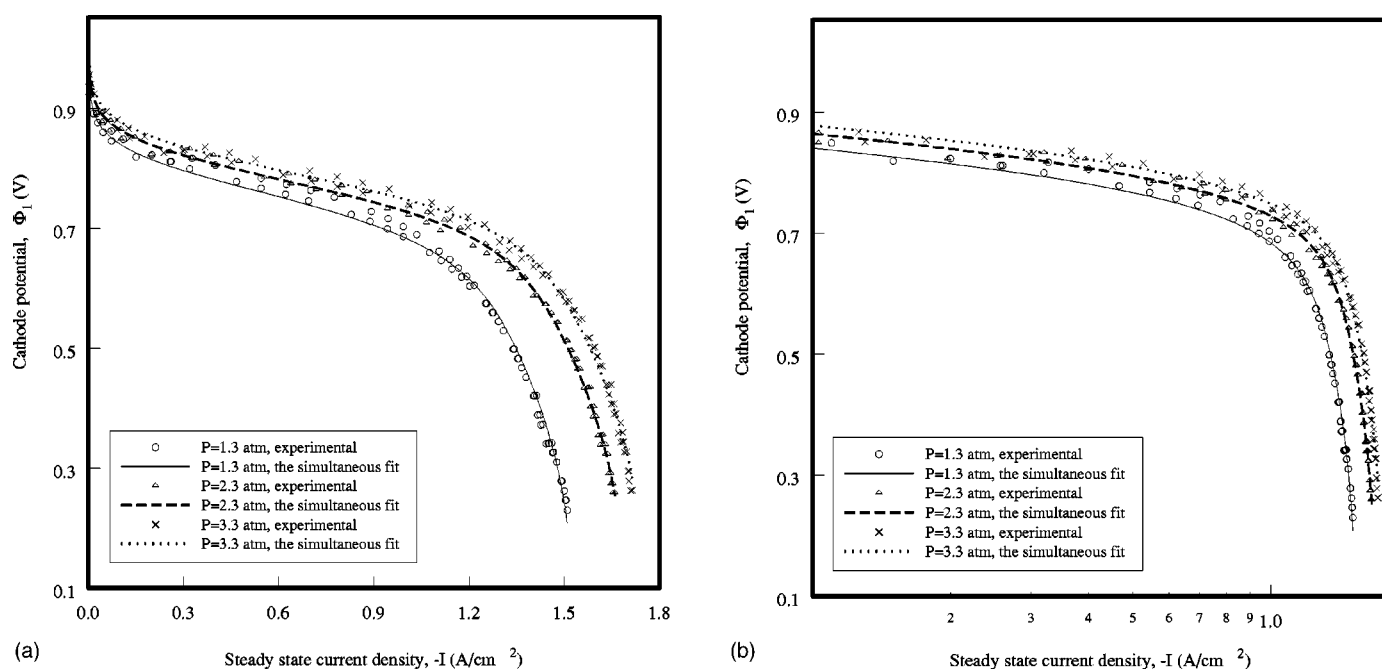 0.9
0.7
0.5
0.3
0.1
Cathode potential, Φ1 (V)
P=1.3 atm, experimental
P=1.3 atm, the simultaneous fit
P=2.3 atm, experimental
P=2.3 atm, the simultaneous fit
P=3.3 atm, experimental
P=3.3 atm, the simultaneous fit
0.0 0.3 0.6 0.9 1.2 1.5 1.8
(a)
Steady state current density, -I (A/cm 2)
0.9
0.7
0.5
0.3
0.1
Cathode potential, Φ1 (V)
P=1.3 atm, experimental
P=1.3 atm, the simultaneous fit
P=2.3 atm, experimental
P=2.3 atm, the simultaneous fit
P=3.3 atm, experimental
P=3.3 atm, the simultaneous fit
2 3 4 5 6 7 8 9 1.0
(b)
Steady state current density, -I (A/cm 2)